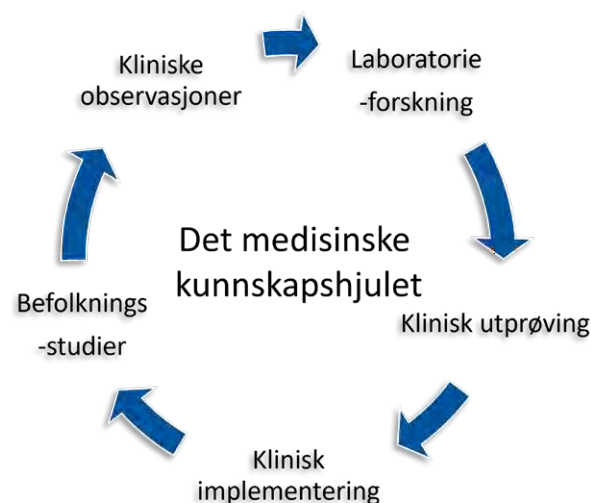 Kliniske
observasjoner
Laboratorie
-forskning
Det medisinske
kunnskapshjulet
Klinisk utprøving
Klinisk
implementering
Befolknings
-studier